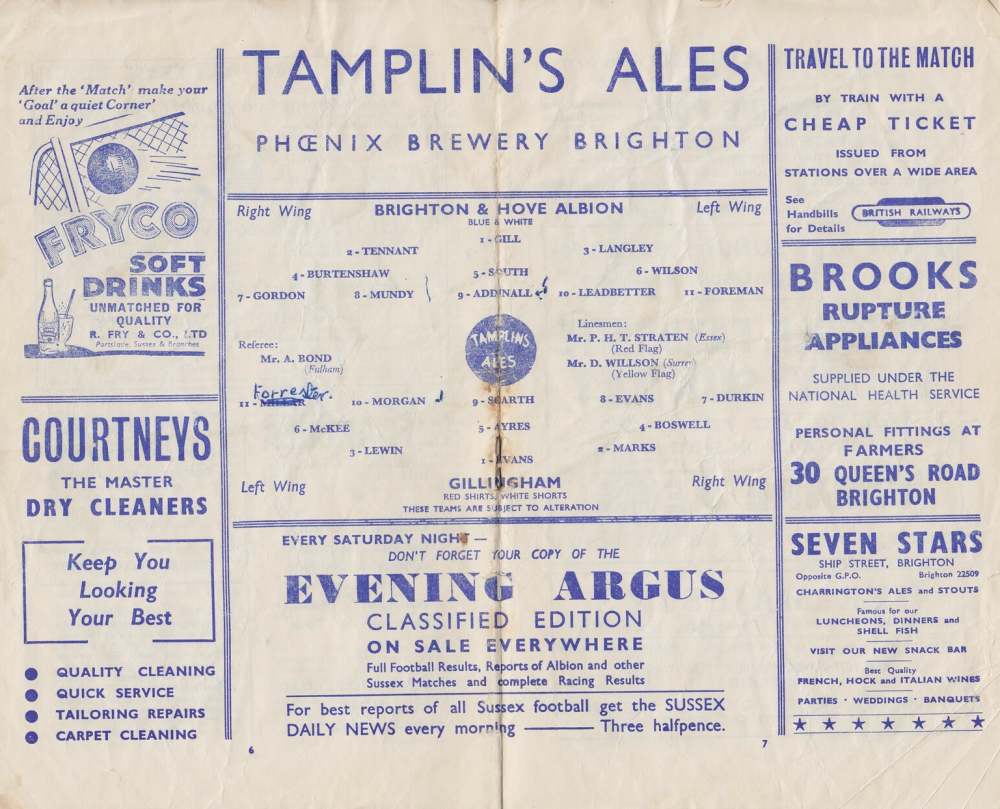 After the 'Match' make your
'Goal' a quiet Corner'
and Enjoy
FRYCO
SOFT
DRINKS
UNMATCHED FOR
QUALITY
R. FRY & CO., LTD
Portslade, Sussex & Branches
COURTNEYS
THE MASTER
DRY CLEANERS
Keep You
Looking
Your Best
QUALITY CLEANING
QUICK SERVICE
TAILORING REPAIRS
CARPET CLEANING
TAMPLIN'S ALES
PHŒNIX BREWERY BRIGHTON
Right Wing BRIGHTON & HOVE ALBION Left Wing
BLUE & WHITE
1 - GILL
2 - TENNANT 3 - LANGLEY
4 - BURTENSHAW 5 - SOUTH 6 - WILSON
7 - GORDON 8 - MUNDY 9 - ADDINALL 10 - LEADBETTER 11 - FOREMAN
Referee:
Mr. A. BOND
(Fulham)
TAMPLINS
ALES
Linesmen:
Mr. P. H. T. STRATEN (Essex)
(Red Flag)
Mr. D. WILLSON (Surrey)
(Yellow Flag)
Forrester.
11 - MILLAR 10 - MORGAN 9 - SCARTH 8 - EVANS 7 - DURKIN
6 - McKEE 5 - AYRES 4 - BOSWELL
3 - LEWIN 2 - MARKS
1 - EVANS
Left Wing GILLINGHAM Right Wing
RED SHIRTS, WHITE SHORTS
THESE TEAMS ARE SUBJECT TO ALTERATION
EVERY SATURDAY NIGHT —
DON'T FORGET YOUR COPY OF THE
EVENING ARGUS
CLASSIFIED EDITION
ON SALE EVERYWHERE
Full Football Results, Reports of Albion and other
Sussex Matches and complete Racing Results
For best reports of all Sussex football get the SUSSEX
DAILY NEWS every morning ——— Three halfpence.
6
7
TRAVEL TO THE MATCH
BY TRAIN WITH A
CHEAP TICKET
ISSUED FROM
STATIONS OVER A WIDE AREA
See
Handbills
for Details
BRITISH RAILWAYS
BROOKS
RUPTURE
APPLIANCES
SUPPLIED UNDER THE
NATIONAL HEALTH SERVICE
PERSONAL FITTINGS AT
FARMERS
30 QUEEN'S ROAD
BRIGHTON
SEVEN STARS
SHIP STREET, BRIGHTON
Opposite G.P.O. Brighton 22509
CHARRINGTON'S ALES and STOUTS
Famous for our
LUNCHEONS, DINNERS and
SHELL FISH
VISIT OUR NEW SNACK BAR
Best Quality
FRENCH, HOCK and ITALIAN WINES
PARTIES · WEDDINGS · BANQUETS